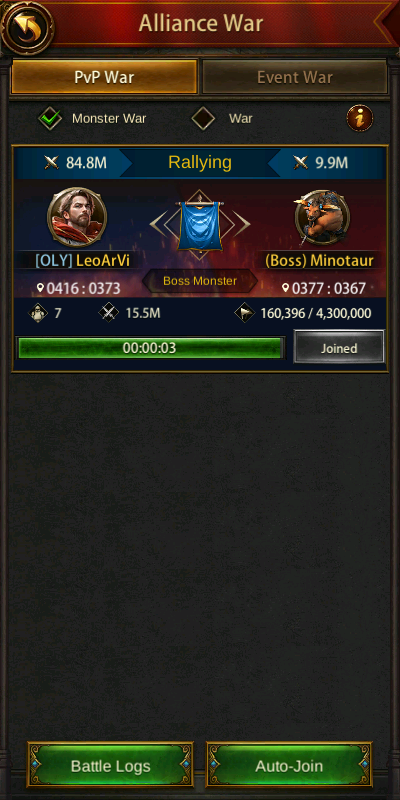 Alliance War
PvP War
Event War
Monster War
War
i
84.8M
Rallying
9.9M
[OLY] LeoArVi
(Boss) Minotaur
Boss Monster
0416 : 0373
0377 : 0367
7
15.5M
160,396 / 4,300,000
00:00:03
Joined
Battle Logs
Auto-Join